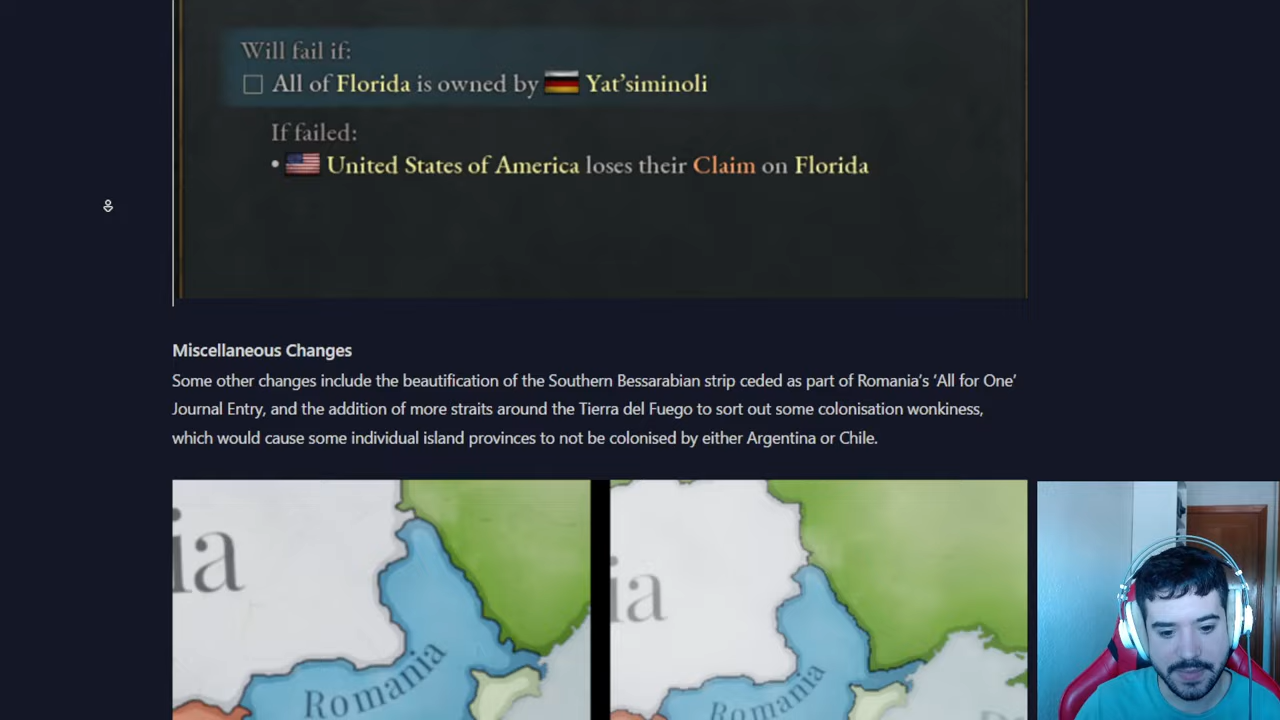 Will fail if:
All of Florida is owned by Yat'siminoli
If failed:
• United States of America loses their Claim on Florida
Miscellaneous Changes
Some other changes include the beautification of the Southern Bessarabian strip ceded as part of Romania's ‘All for One’
Journal Entry, and the addition of more straits around the Tierra del Fuego to sort out some colonisation wonkiness,
which would cause some individual island provinces to not be colonised by either Argentina or Chile.
ia
Romania
ia
Romania